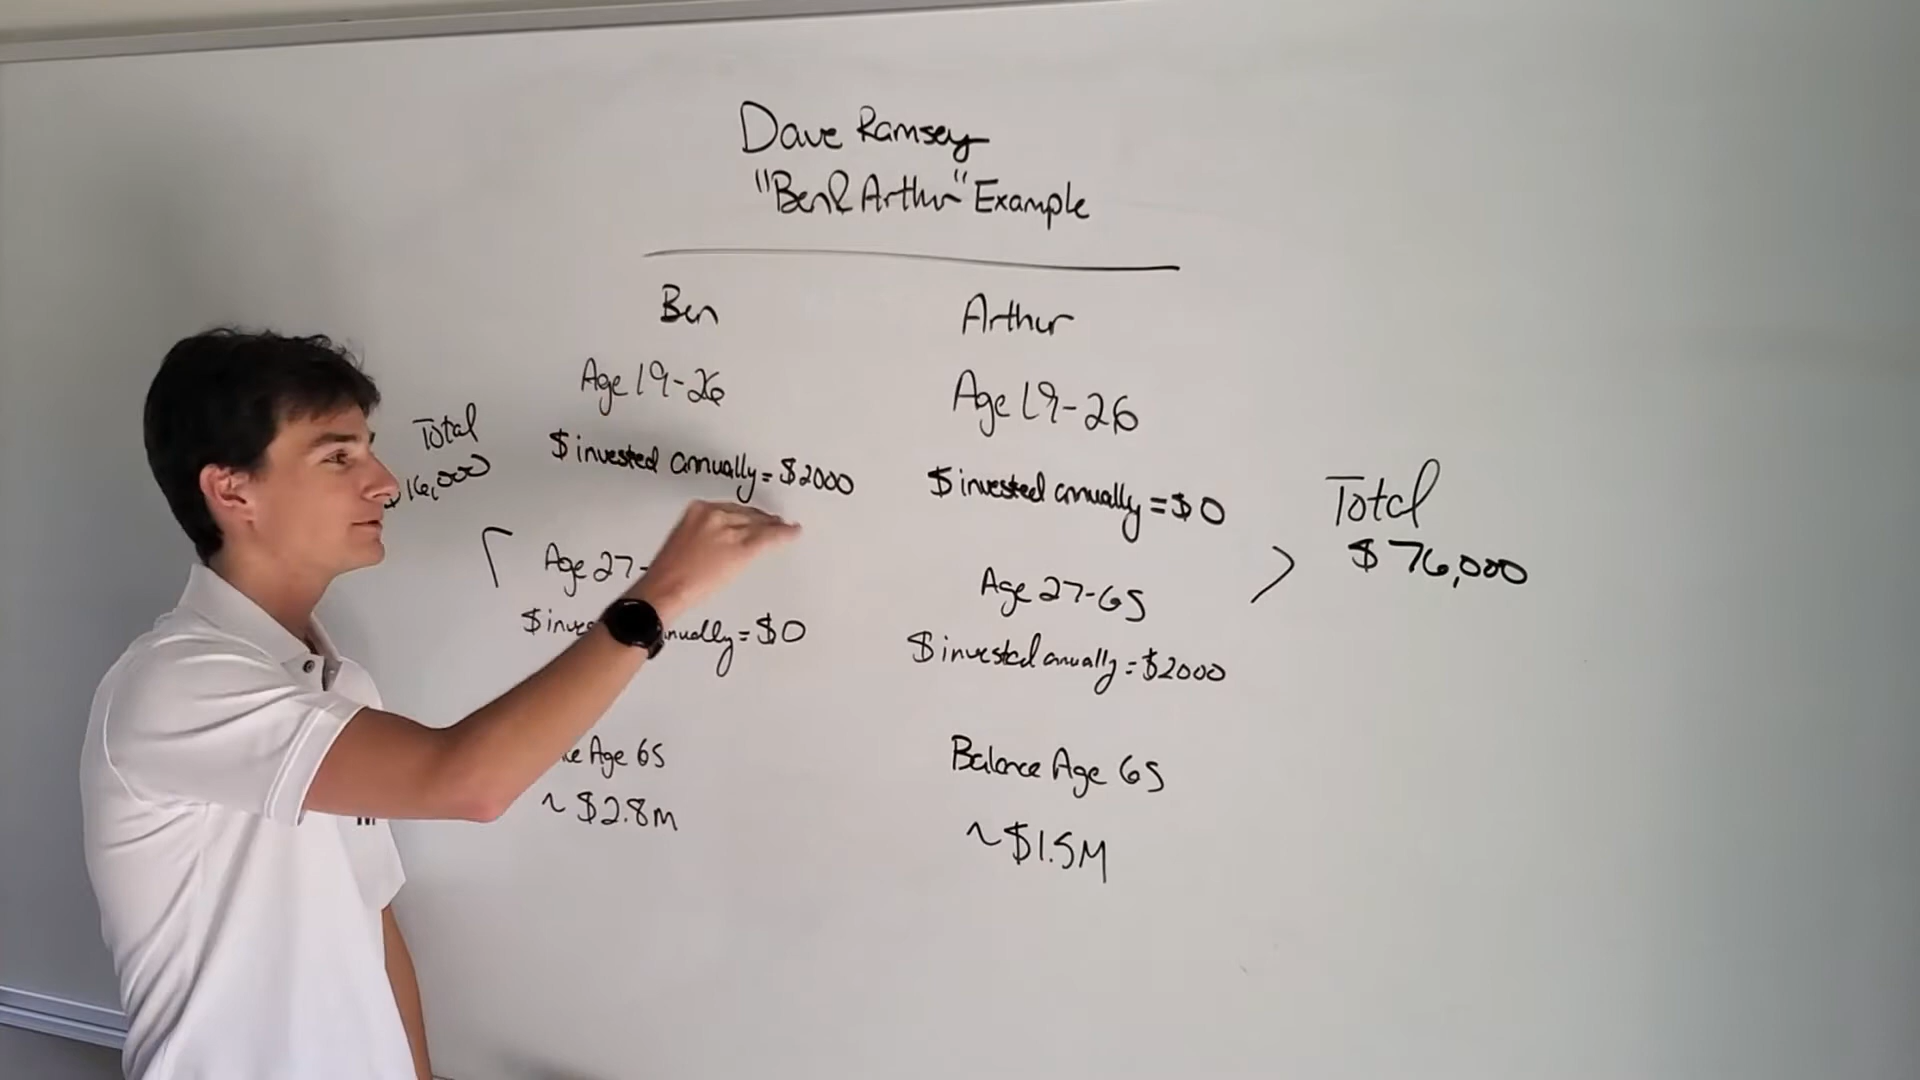 Dave Ramsey
"Ben & Arthur" Example
Ben
Age 19-26
$ invested annually = $2000
Total
$16,000
Age 27-
$ annually = $0
Age 65
~ $2.8M
Arthur
Age 19-26
$ invested annually = $0
Age 27-65
$ invested annually = $2000
Total
$76,000
Balance Age 65
~ $1.5M